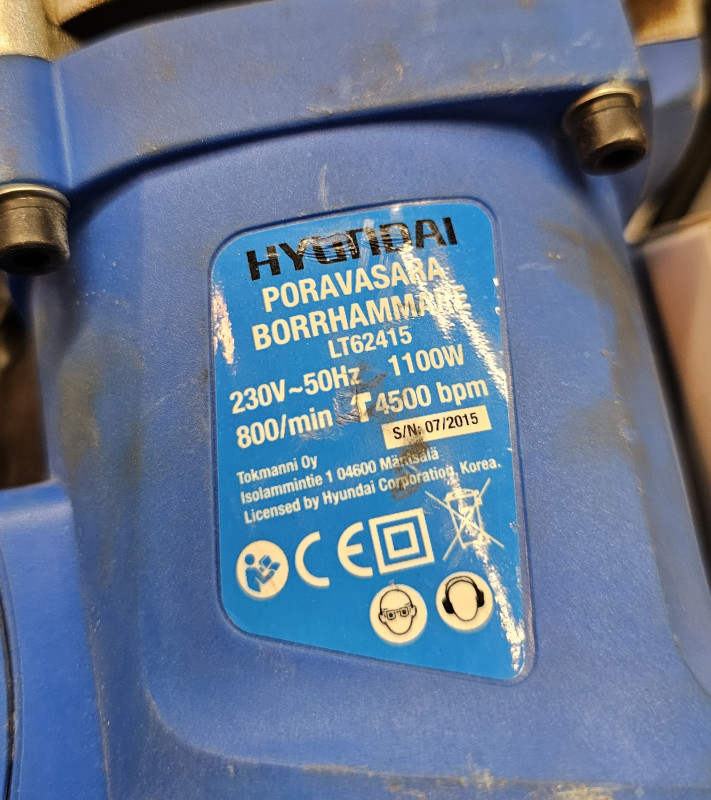 HYUNDAI
PORAVASARA
BORRHAMMARE
LT62415
230V~50Hz 1100W
800/min 4500 bpm
S/N: 07/2015
Tokmanni Oy
Isolammintie 1 04600 Mäntsälä
Licensed by Hyundai Corporation, Korea.
CE